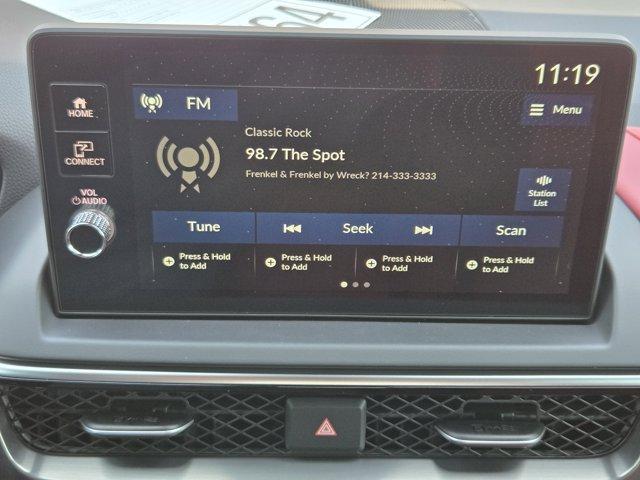 64
11:19
FM
Menu
HOME
Classic Rock
98.7 The Spot
CONNECT
Frenkel & Frenkel by Wreck? 214-333-3333
VOL
AUDIO
Station
List
Tune
Seek
Scan
Press & Hold
to Add
Press & Hold
to Add
Press & Hold
to Add
Press & Hold
to Add